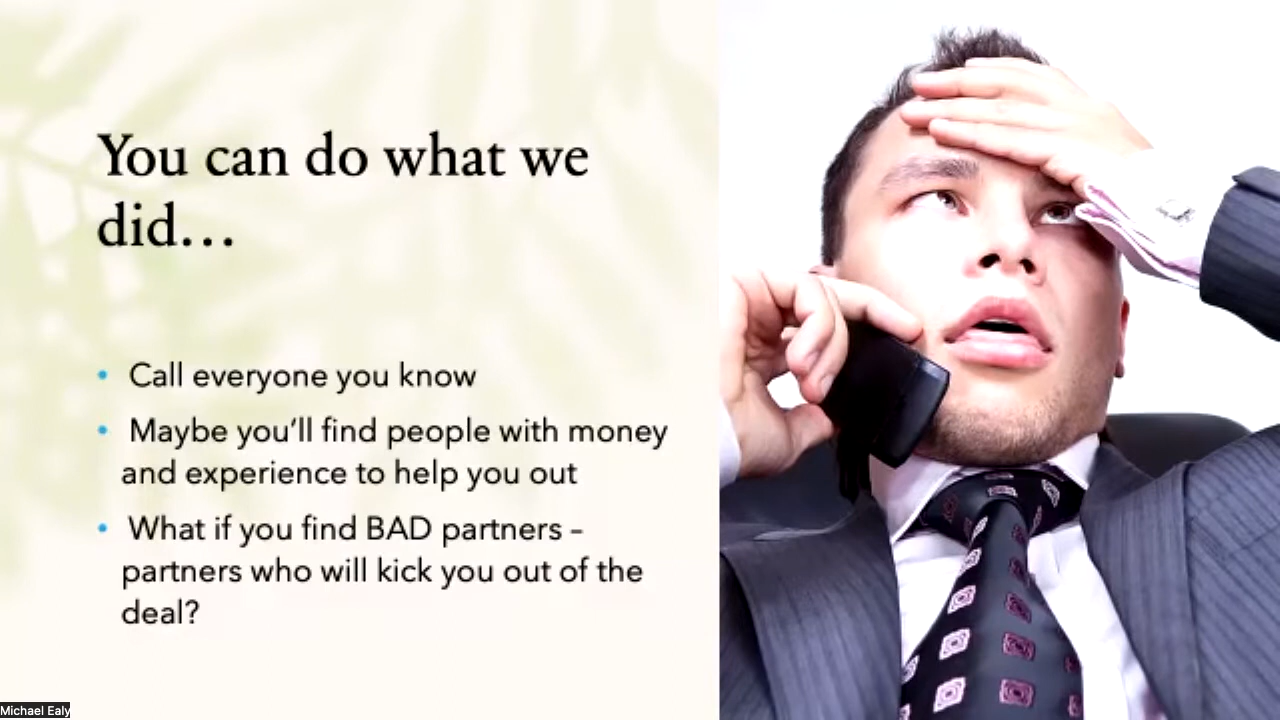 You can do what we
did…
• Call everyone you know
• Maybe you’ll find people with money
and experience to help you out
• What if you find BAD partners –
partners who will kick you out of the
deal?
Michael Ealy